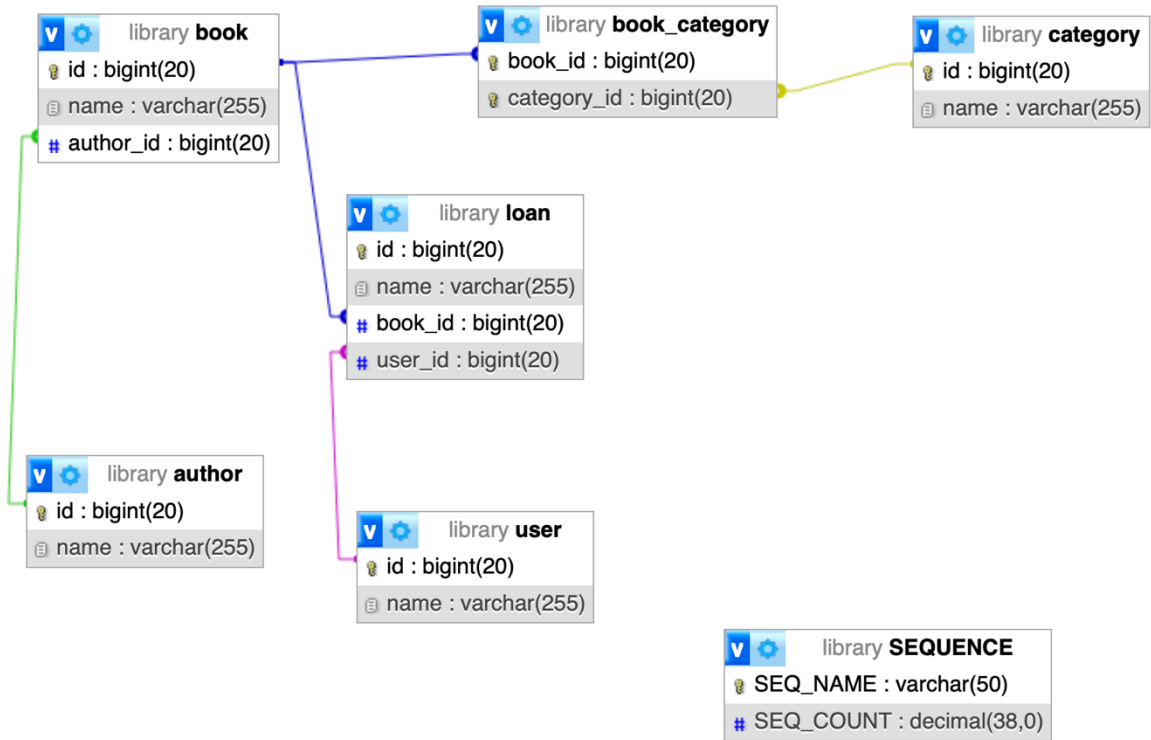 v library book
id : bigint(20)
name : varchar(255)
# author_id : bigint(20)
v library book_category
book_id : bigint(20)
category_id : bigint(20)
v library category
id : bigint(20)
name : varchar(255)
v library loan
id : bigint(20)
name : varchar(255)
# book_id : bigint(20)
# user_id : bigint(20)
v library author
id : bigint(20)
name : varchar(255)
v library user
id : bigint(20)
name : varchar(255)
v library SEQUENCE
SEQ_NAME : varchar(50)
# SEQ_COUNT : decimal(38,0)